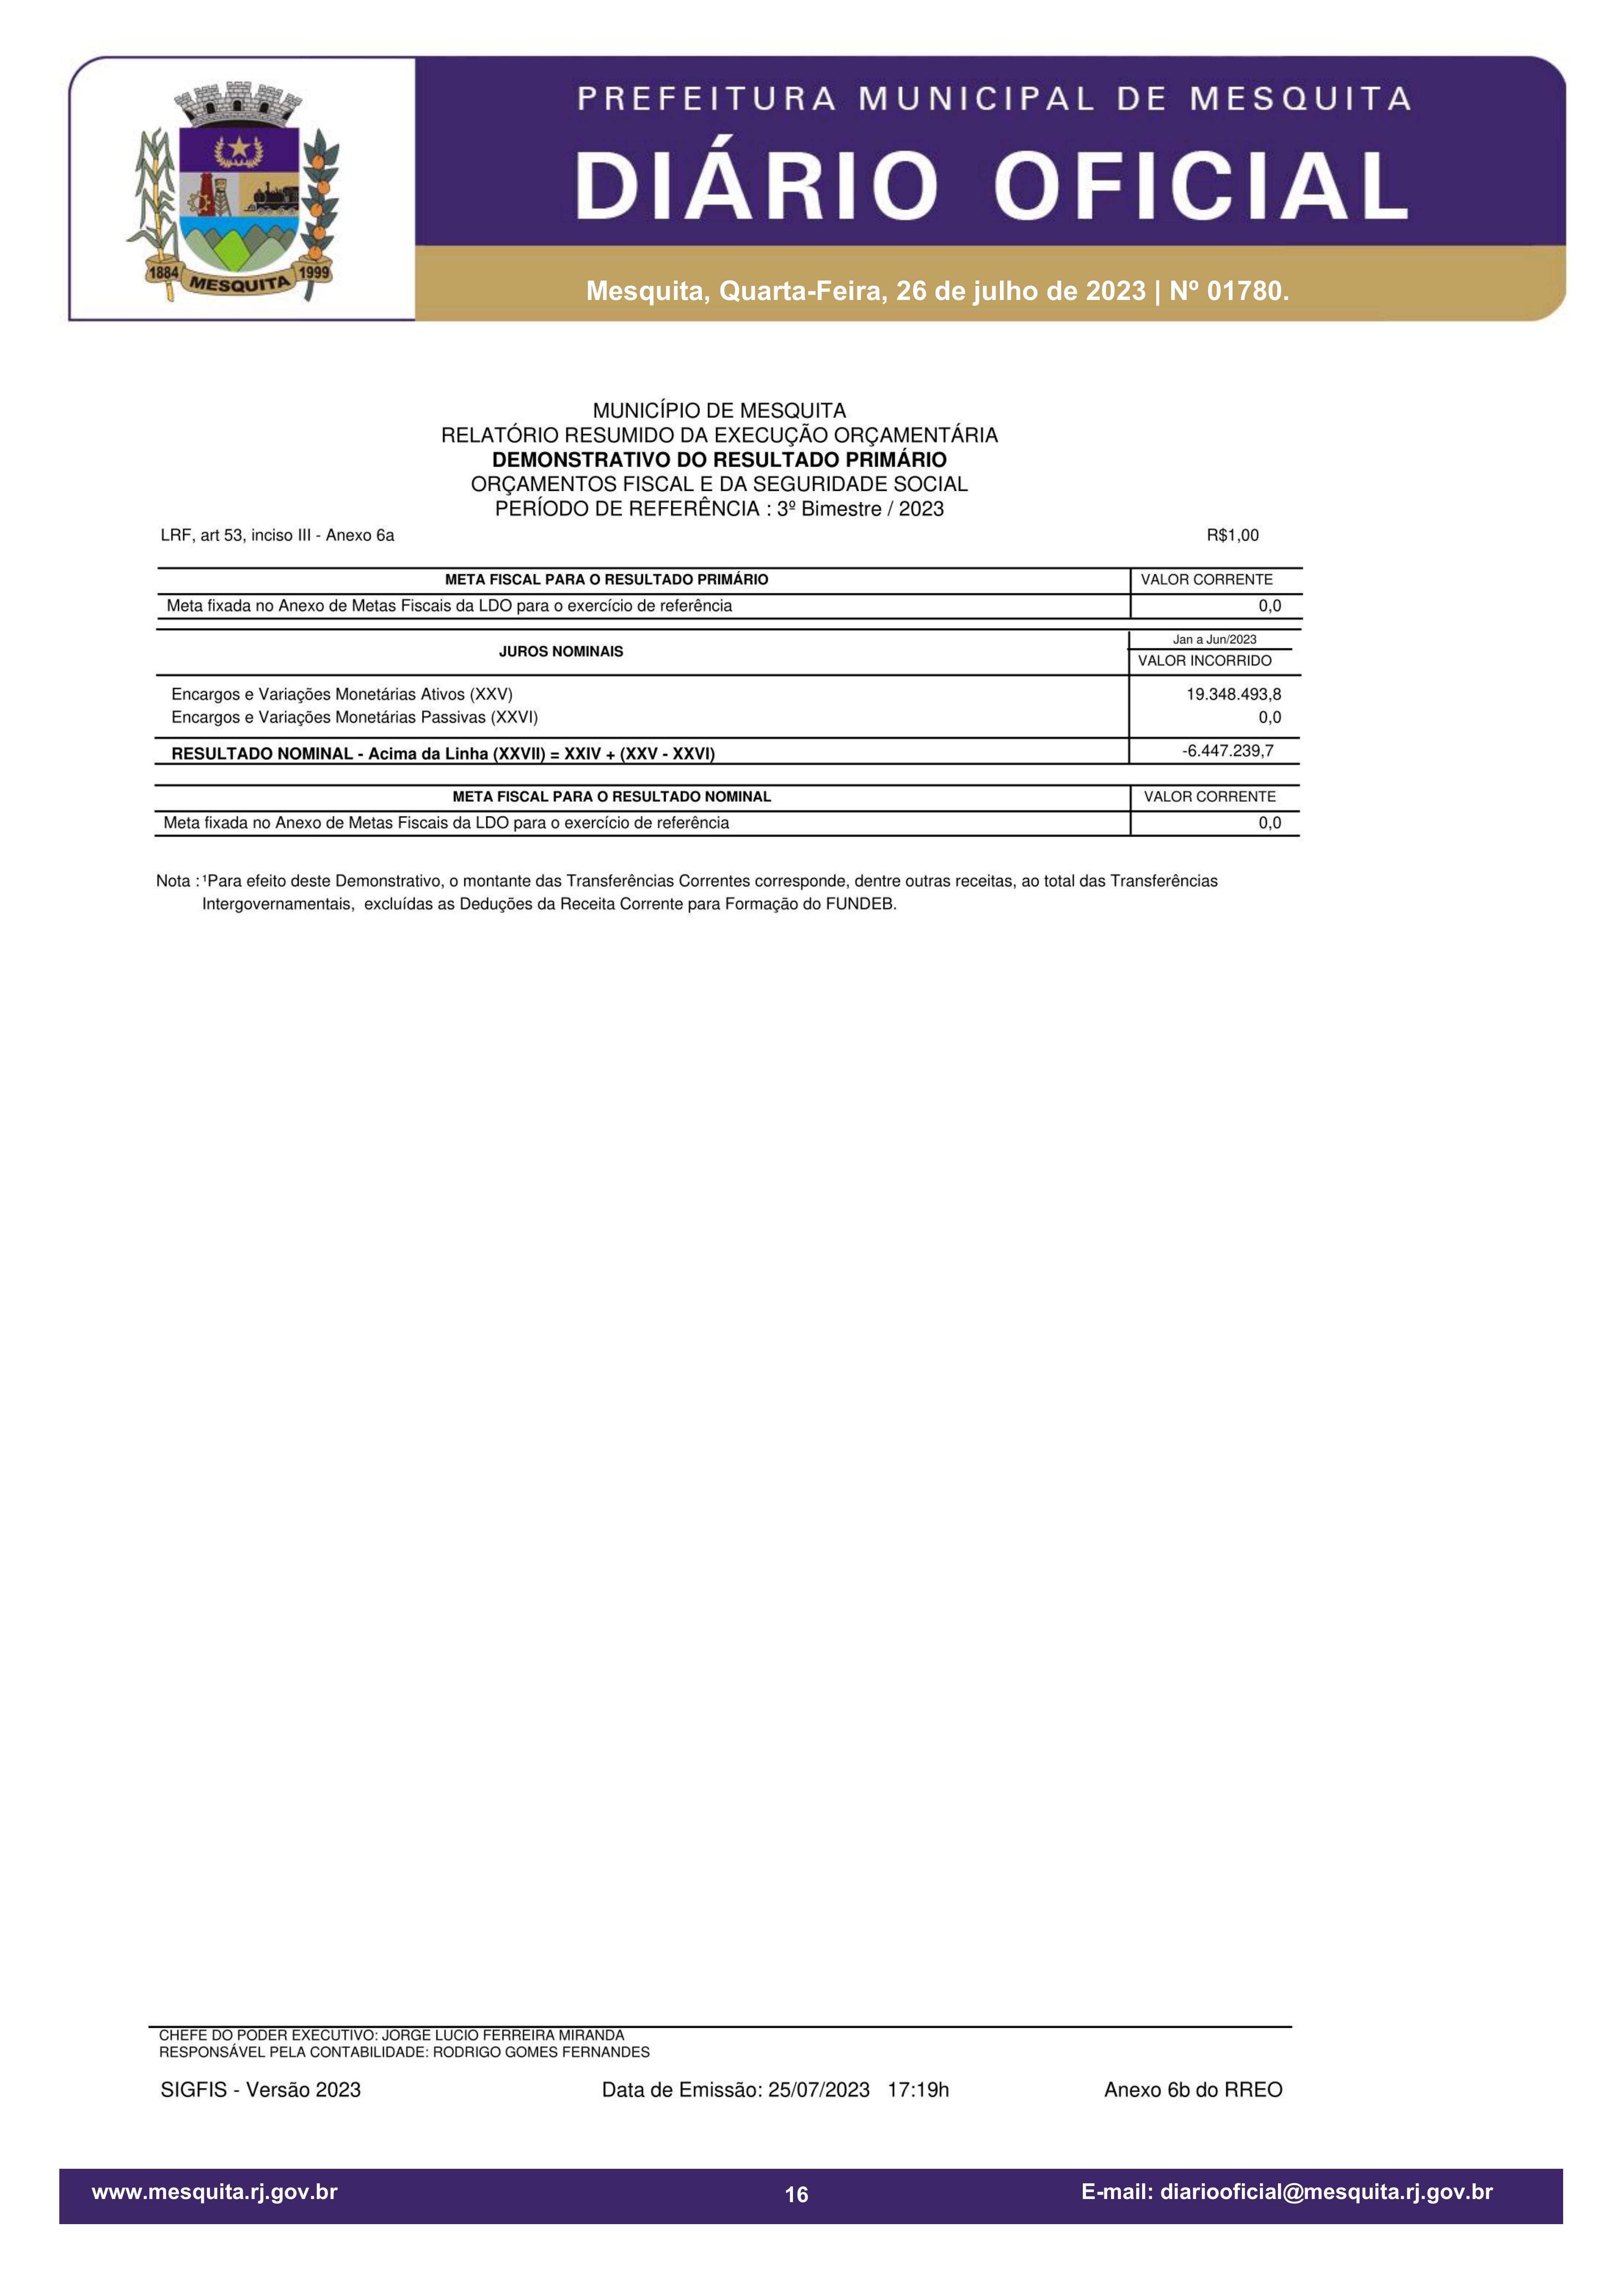 PREFEITURA MUNICIPAL DE MESQUITA
DIÁRIO OFICIAL
1884 MESQUITA 1999
Mesquita, Quarta-Feira, 26 de julho de 2023 | Nº 01780.
MUNICÍPIO DE MESQUITA
RELATÓRIO RESUMIDO DA EXECUÇÃO ORÇAMENTÁRIA
DEMONSTRATIVO DO RESULTADO PRIMÁRIO
ORÇAMENTOS FISCAL E DA SEGURIDADE SOCIAL
PERÍODO DE REFERÊNCIA : 3º Bimestre / 2023
LRF, art 53, inciso III - Anexo 6a R$1,00
META FISCAL PARA O RESULTADO PRIMÁRIO VALOR CORRENTE
Meta fixada no Anexo de Metas Fiscais da LDO para o exercício de referência 0,0
JUROS NOMINAIS Jan a Jun/2023
VALOR INCORRIDO
Encargos e Variações Monetárias Ativos (XXV) 19.348.493,8
Encargos e Variações Monetárias Passivas (XXVI) 0,0
RESULTADO NOMINAL - Acima da Linha (XXVII) = XXIV + (XXV - XXVI) -6.447.239,7
META FISCAL PARA O RESULTADO NOMINAL VALOR CORRENTE
Meta fixada no Anexo de Metas Fiscais da LDO para o exercício de referência 0,0
Nota : ¹Para efeito deste Demonstrativo, o montante das Transferências Correntes corresponde, dentre outras receitas, ao total das Transferências
Intergovernamentais, excluídas as Deduções da Receita Corrente para Formação do FUNDEB.
CHEFE DO PODER EXECUTIVO: JORGE LUCIO FERREIRA MIRANDA
RESPONSÁVEL PELA CONTABILIDADE: RODRIGO GOMES FERNANDES
SIGFIS - Versão 2023 Data de Emissão: 25/07/2023 17:19h Anexo 6b do RREO
www.mesquita.rj.gov.br 16 E-mail: diariooficial@mesquita.rj.gov.br